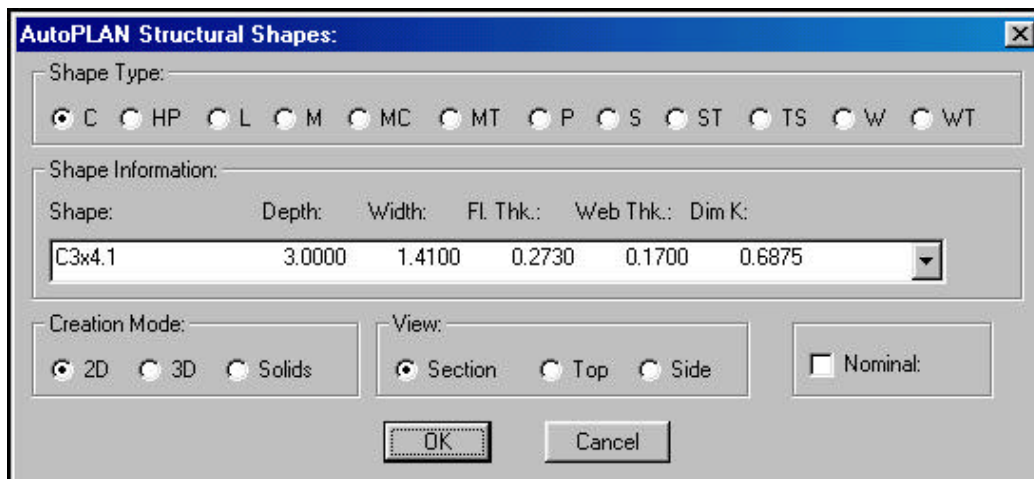 AutoPLAN Structural Shapes:
Shape Type:
C HP L M MC MT P S ST TS W WT
Shape Information:
Shape: Depth: Width: Fl. Thk.: Web Thk.: Dim K:
C3x4.1 3.0000 1.4100 0.2730 0.1700 0.6875
Creation Mode: View:
2D 3D Solids Section Top Side Nominal:
OK Cancel